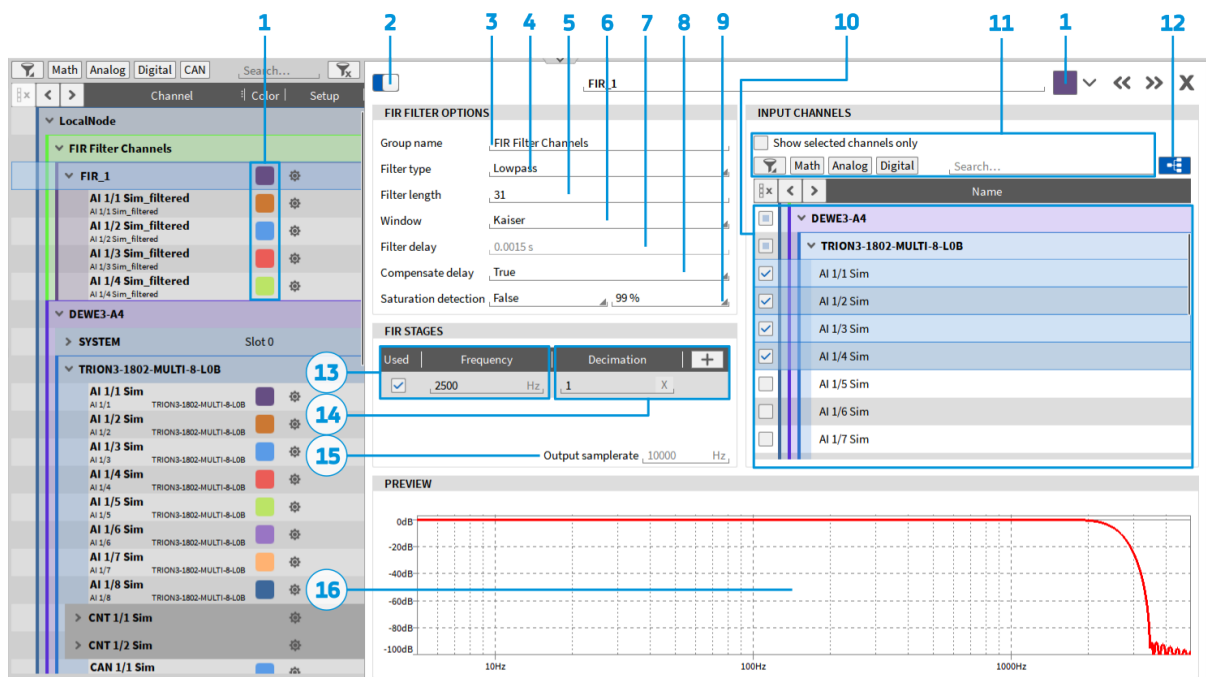 1 2 3 4 5 6 7 8 9 10 11 1 12
Math Analog Digital CAN Search...
Channel Color Setup
LocalNode
FIR Filter Channels
FIR_1
1
AI 1/1 Sim_filtered
AI 1/1 Sim_filtered
AI 1/2 Sim_filtered
AI 1/2 Sim_filtered
AI 1/3 Sim_filtered
AI 1/3 Sim_filtered
AI 1/4 Sim_filtered
AI 1/4 Sim_filtered
DEWE3-A4
SYSTEM Slot 0
TRION3-1802-MULTI-8-L0B
AI 1/1 Sim
AI 1/1 TRION3-1802-MULTI-8-L0B
AI 1/2 Sim
AI 1/2 TRION3-1802-MULTI-8-L0B
AI 1/3 Sim
AI 1/3 TRION3-1802-MULTI-8-L0B
AI 1/4 Sim
AI 1/4 TRION3-1802-MULTI-8-L0B
AI 1/5 Sim
AI 1/5 TRION3-1802-MULTI-8-L0B
AI 1/6 Sim
AI 1/6 TRION3-1802-MULTI-8-L0B
AI 1/7 Sim
AI 1/7 TRION3-1802-MULTI-8-L0B
AI 1/8 Sim
AI 1/8 TRION3-1802-MULTI-8-L0B
CNT 1/1 Sim
CNT 1/2 Sim
CAN 1/1 Sim
FIR_1
FIR FILTER OPTIONS
Group name FIR Filter Channels
Filter type Lowpass
Filter length 31
Window Kaiser
Filter delay 0.0015 s
Compensate delay True
Saturation detection False 99 %
FIR STAGES
Used Frequency Decimation +
2500 Hz 1 X
13
14
15
Output samplerate 10000 Hz
INPUT CHANNELS
Show selected channels only
Math Analog Digital Search...
Name
DEWE3-A4
TRION3-1802-MULTI-8-L0B
AI 1/1 Sim
AI 1/2 Sim
AI 1/3 Sim
AI 1/4 Sim
AI 1/5 Sim
AI 1/6 Sim
AI 1/7 Sim
PREVIEW
0dB
-20dB
-40dB
16
-60dB
-80dB
-100dB
10Hz 100Hz 1000Hz